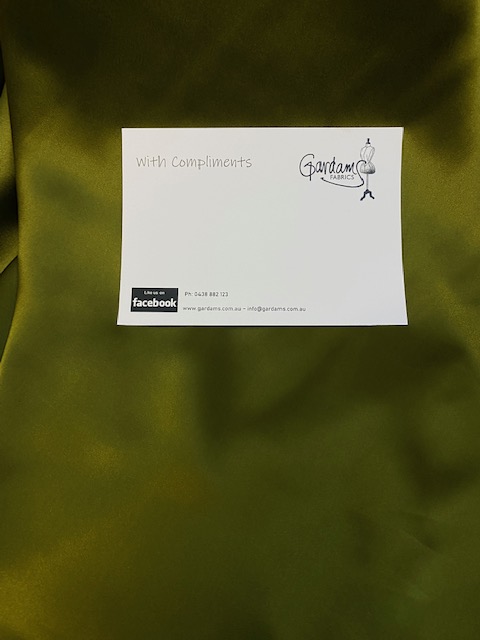 With Compliments
Gardams
FABRICS
Like us on
facebook
Ph: 0438 882 123
www.gardams.com.au - info@gardams.com.au